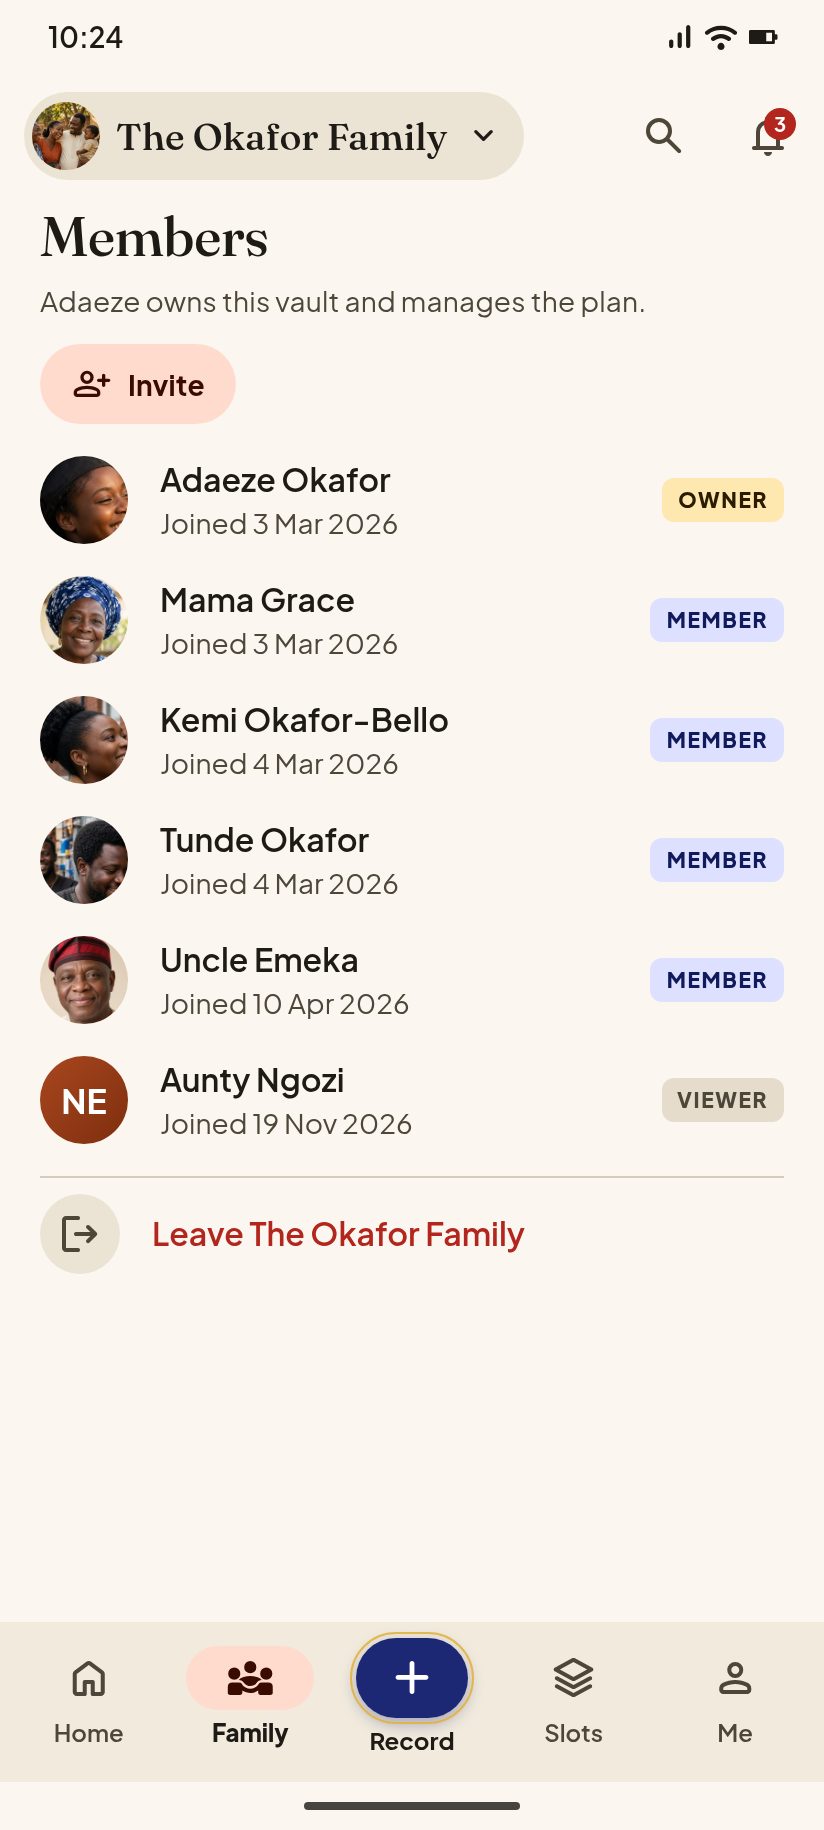 10:24
The Okafor Family
3
Members
Adaeze owns this vault and manages the plan.
Invite
Adaeze Okafor
Joined 3 Mar 2026
OWNER
Mama Grace
Joined 3 Mar 2026
MEMBER
Kemi Okafor-Bello
Joined 4 Mar 2026
MEMBER
Tunde Okafor
Joined 4 Mar 2026
MEMBER
Uncle Emeka
Joined 10 Apr 2026
MEMBER
NE
Aunty Ngozi
Joined 19 Nov 2026
VIEWER
Leave The Okafor Family
Home
Family
Record
Slots
Me